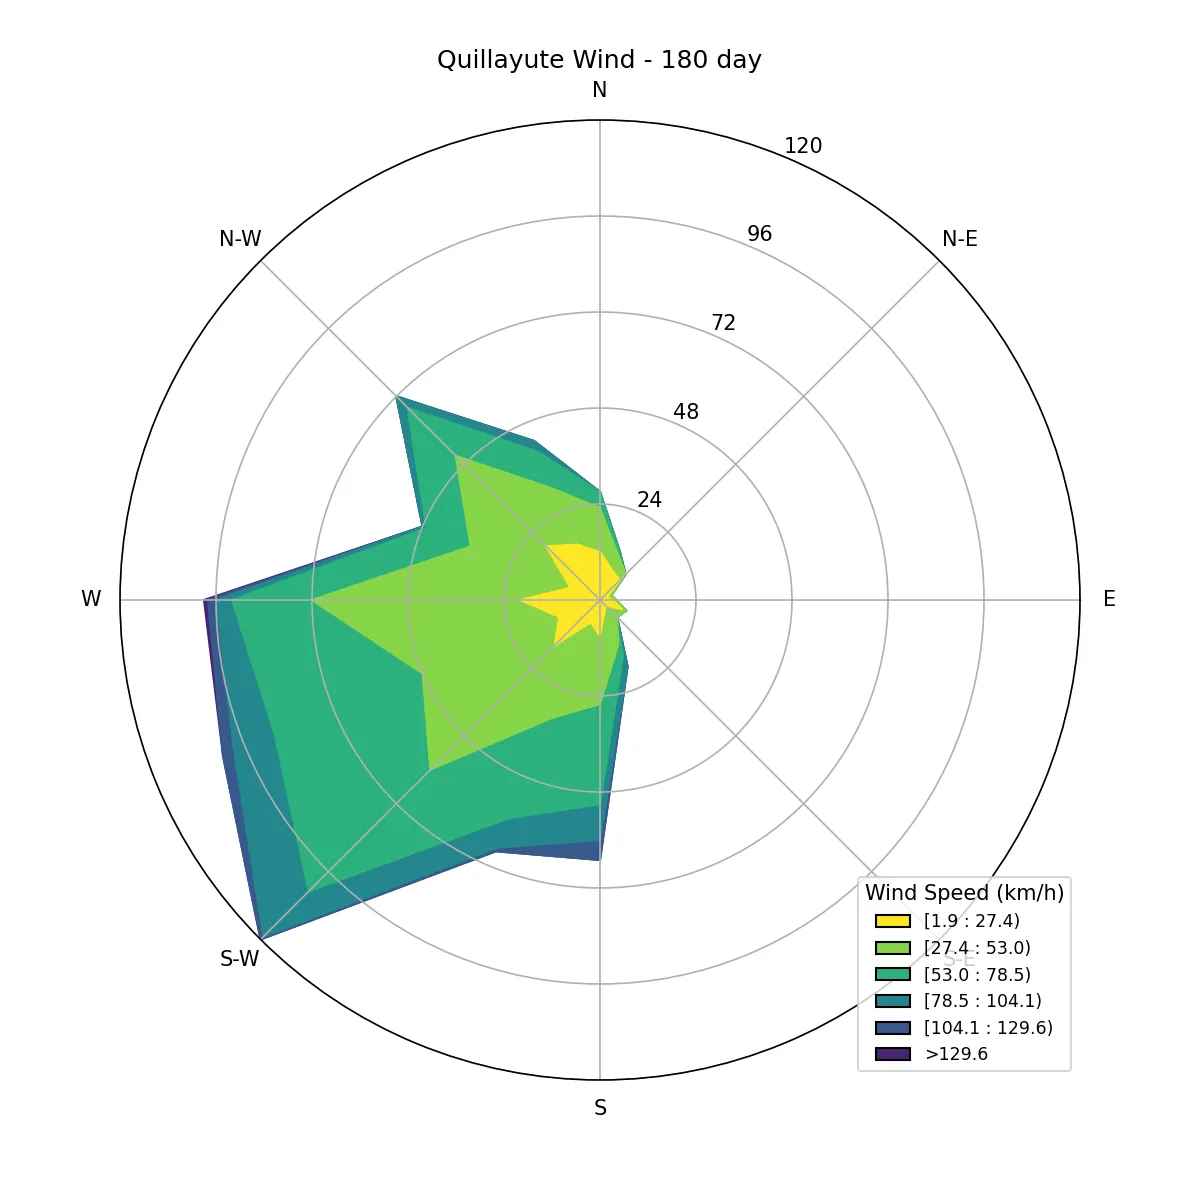 Quillayute Wind - 180 day
N
120
N-W
96
N-E
72
48
24
W
E
Wind Speed (km/h)
[1.9 : 27.4)
[27.4 : 53.0)
S-W
S-E
[53.0 : 78.5)
[78.5 : 104.1)
[104.1 : 129.6)
>129.6
S